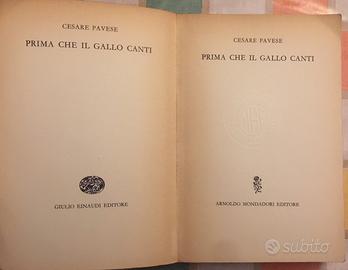 CESARE PAVESE
PRIMA CHE IL GALLO CANTI
GIULIO EINAUDI EDITORE
CESARE PAVESE
PRIMA CHE IL GALLO CANTI
ARNOLDO MONDADORI EDITORE
subito